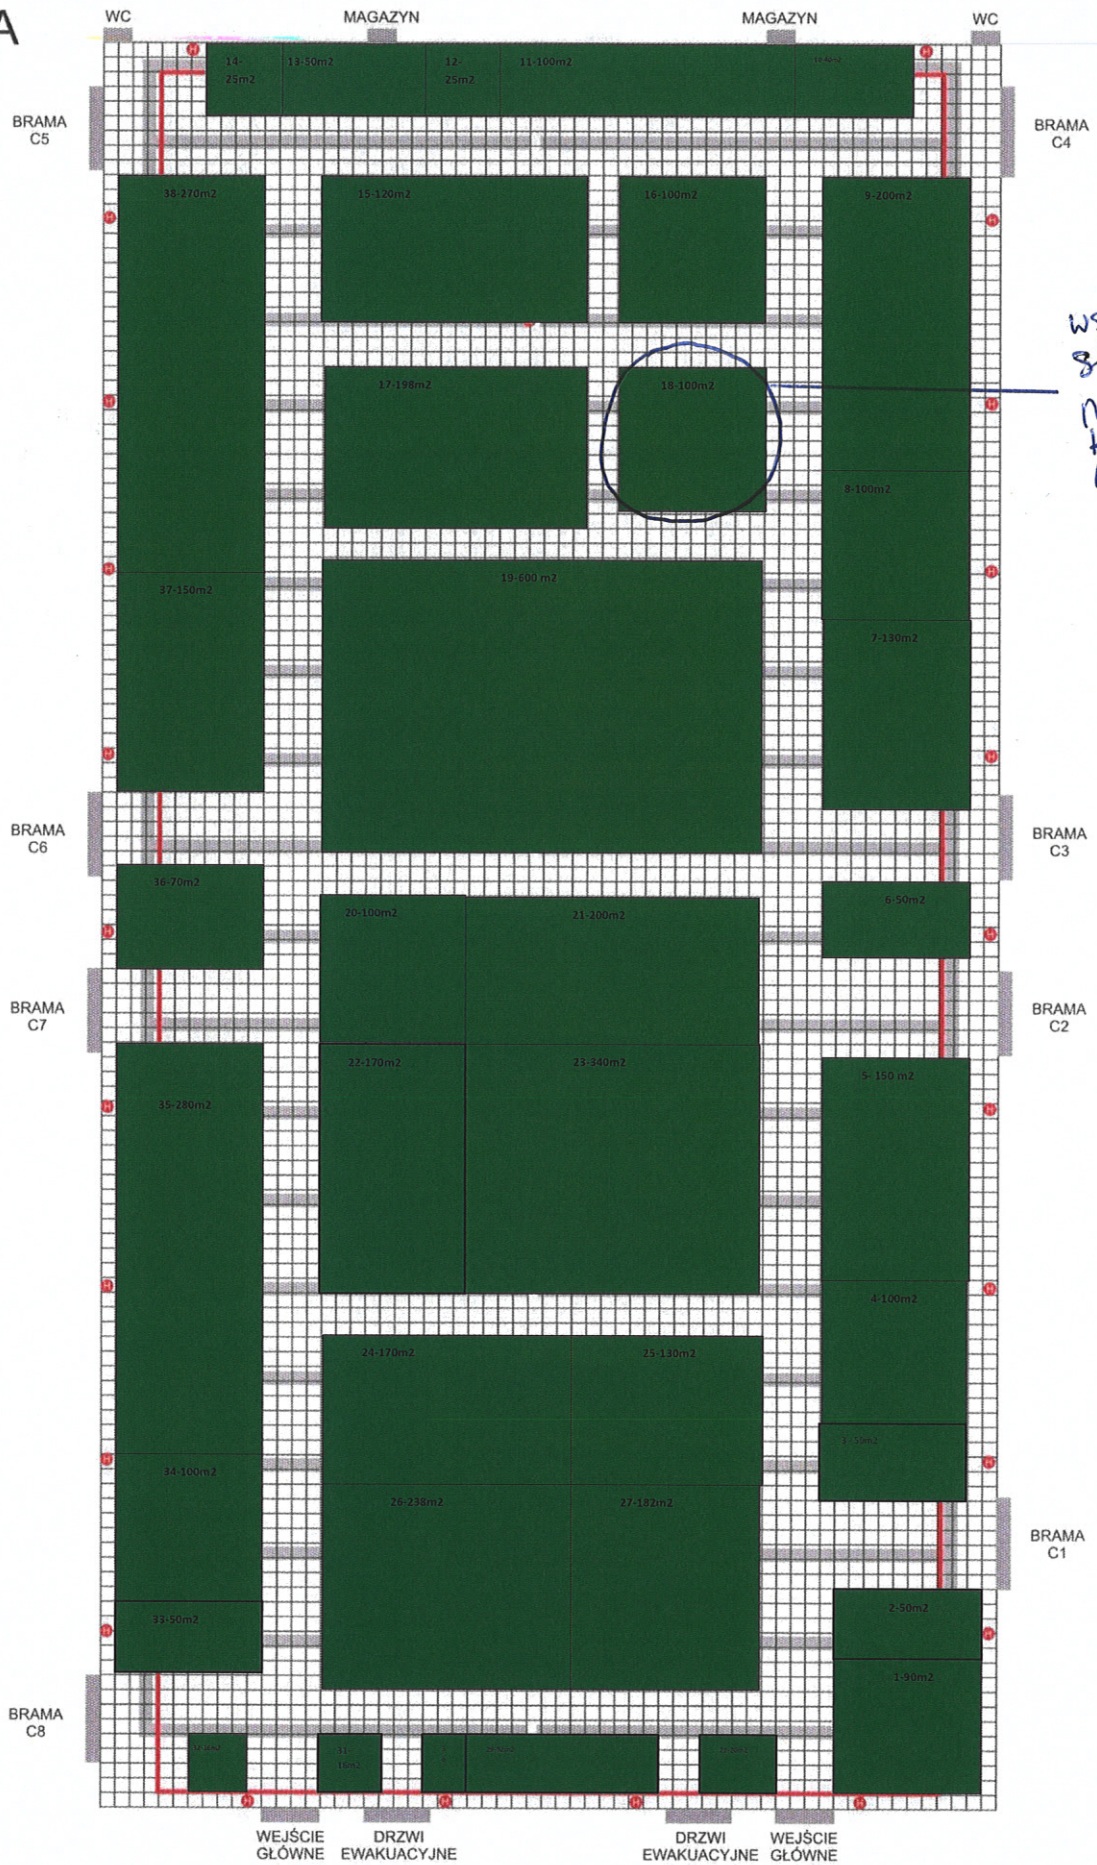 A
WC
MAGAZYN
MAGAZYN
WC
14-
25m2
13-50m2
12-
25m2
11-100m2
BRAMA
C5
BRAMA
C4
38-270m2
15-120m2
16-100m2
9-200m2
17-198m2
18-100m2
8-100m2
19-600 m2
37-150m2
7-130m2
BRAMA
C6
BRAMA
C3
36-70m2
6-50m2
20-100m2
21-200m2
BRAMA
C7
BRAMA
C2
22-170m2
23-340m2
5- 150 m2
35-280m2
4-100m2
24-170m2
25-130m2
3 -50m2
34-100m2
26-238m2
27-182m2
BRAMA
C1
33-50m2
2-50m2
1-90m2
BRAMA
C8
31
16m2
WEJŚCIE
GŁÓWNE
DRZWI
EWAKUACYJNE
DRZWI
EWAKUACYJNE
WEJŚCIE
GŁÓWNE